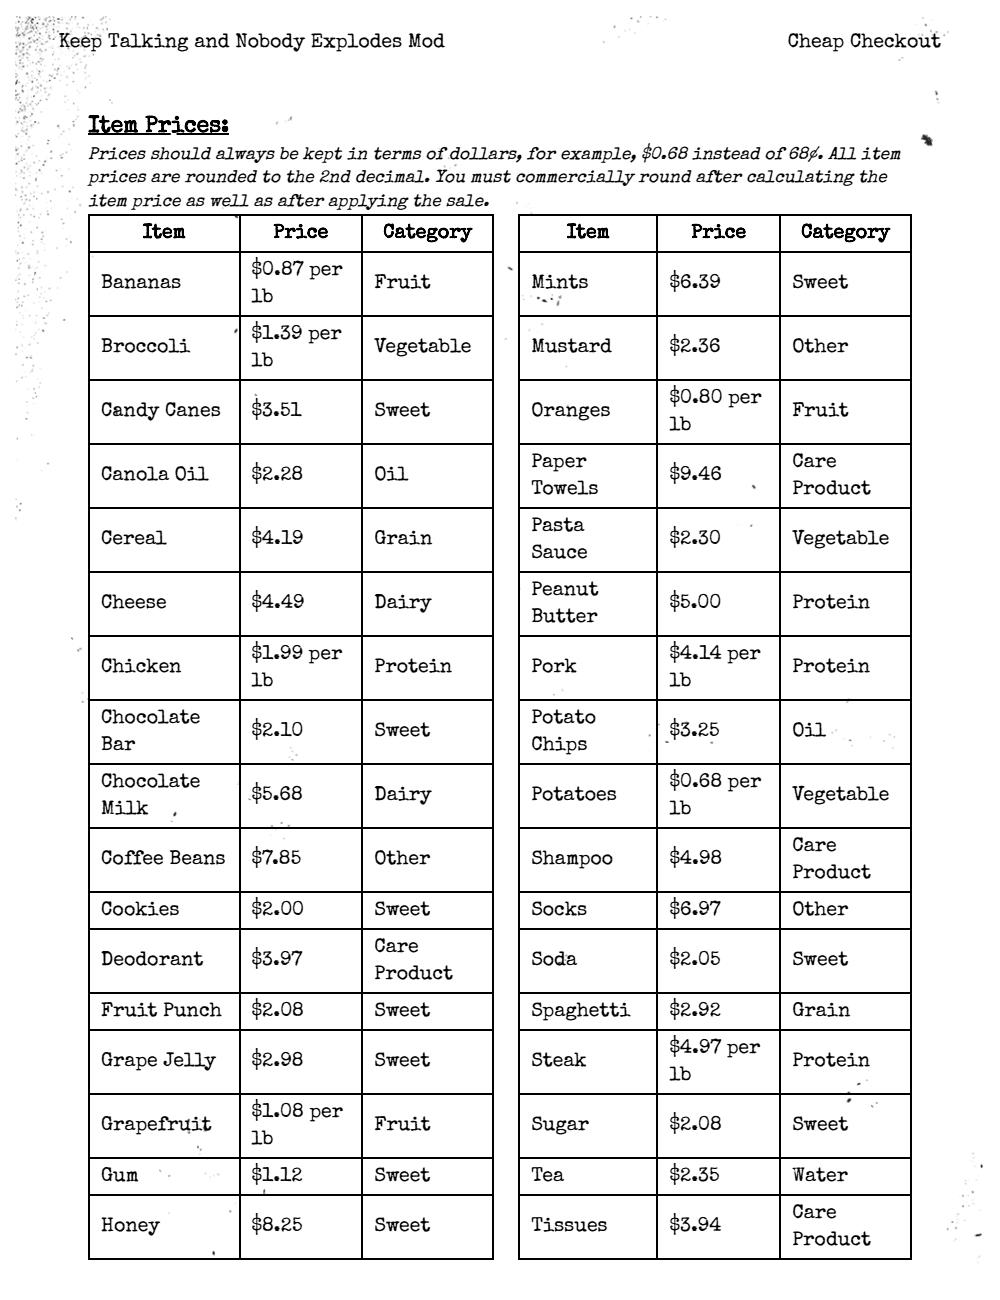 Keep Talking and Nobody Explodes Mod
Cheap Checkout
Item Prices:
Prices should always be kept in terms of dollars, for example, $0.68 instead of 68¢. All item
prices are rounded to the 2nd decimal. You must commercially round after calculating the
item price as well as after applying the sale.
Item Price Category
Bananas $0.87 per lb Fruit
Broccoli $1.39 per lb Vegetable
Candy Canes $3.51 Sweet
Canola Oil $2.28 Oil
Cereal $4.19 Grain
Cheese $4.49 Dairy
Chicken $1.99 per lb Protein
Chocolate Bar $2.10 Sweet
Chocolate Milk $5.68 Dairy
Coffee Beans $7.85 Other
Cookies $2.00 Sweet
Deodorant $3.97 Care Product
Fruit Punch $2.08 Sweet
Grape Jelly $2.98 Sweet
Grapefruit $1.08 per lb Fruit
Gum $1.12 Sweet
Honey $8.25 Sweet
Item Price Category
Mints $6.39 Sweet
Mustard $2.36 Other
Oranges $0.80 per lb Fruit
Paper Towels $9.46 Care Product
Pasta Sauce $2.30 Vegetable
Peanut Butter $5.00 Protein
Pork $4.14 per lb Protein
Potato Chips $3.25 Oil
Potatoes $0.68 per lb Vegetable
Shampoo $4.98 Care Product
Socks $6.97 Other
Soda $2.05 Sweet
Spaghetti $2.92 Grain
Steak $4.97 per lb Protein
Sugar $2.08 Sweet
Tea $2.35 Water
Tissues $3.94 Care Product